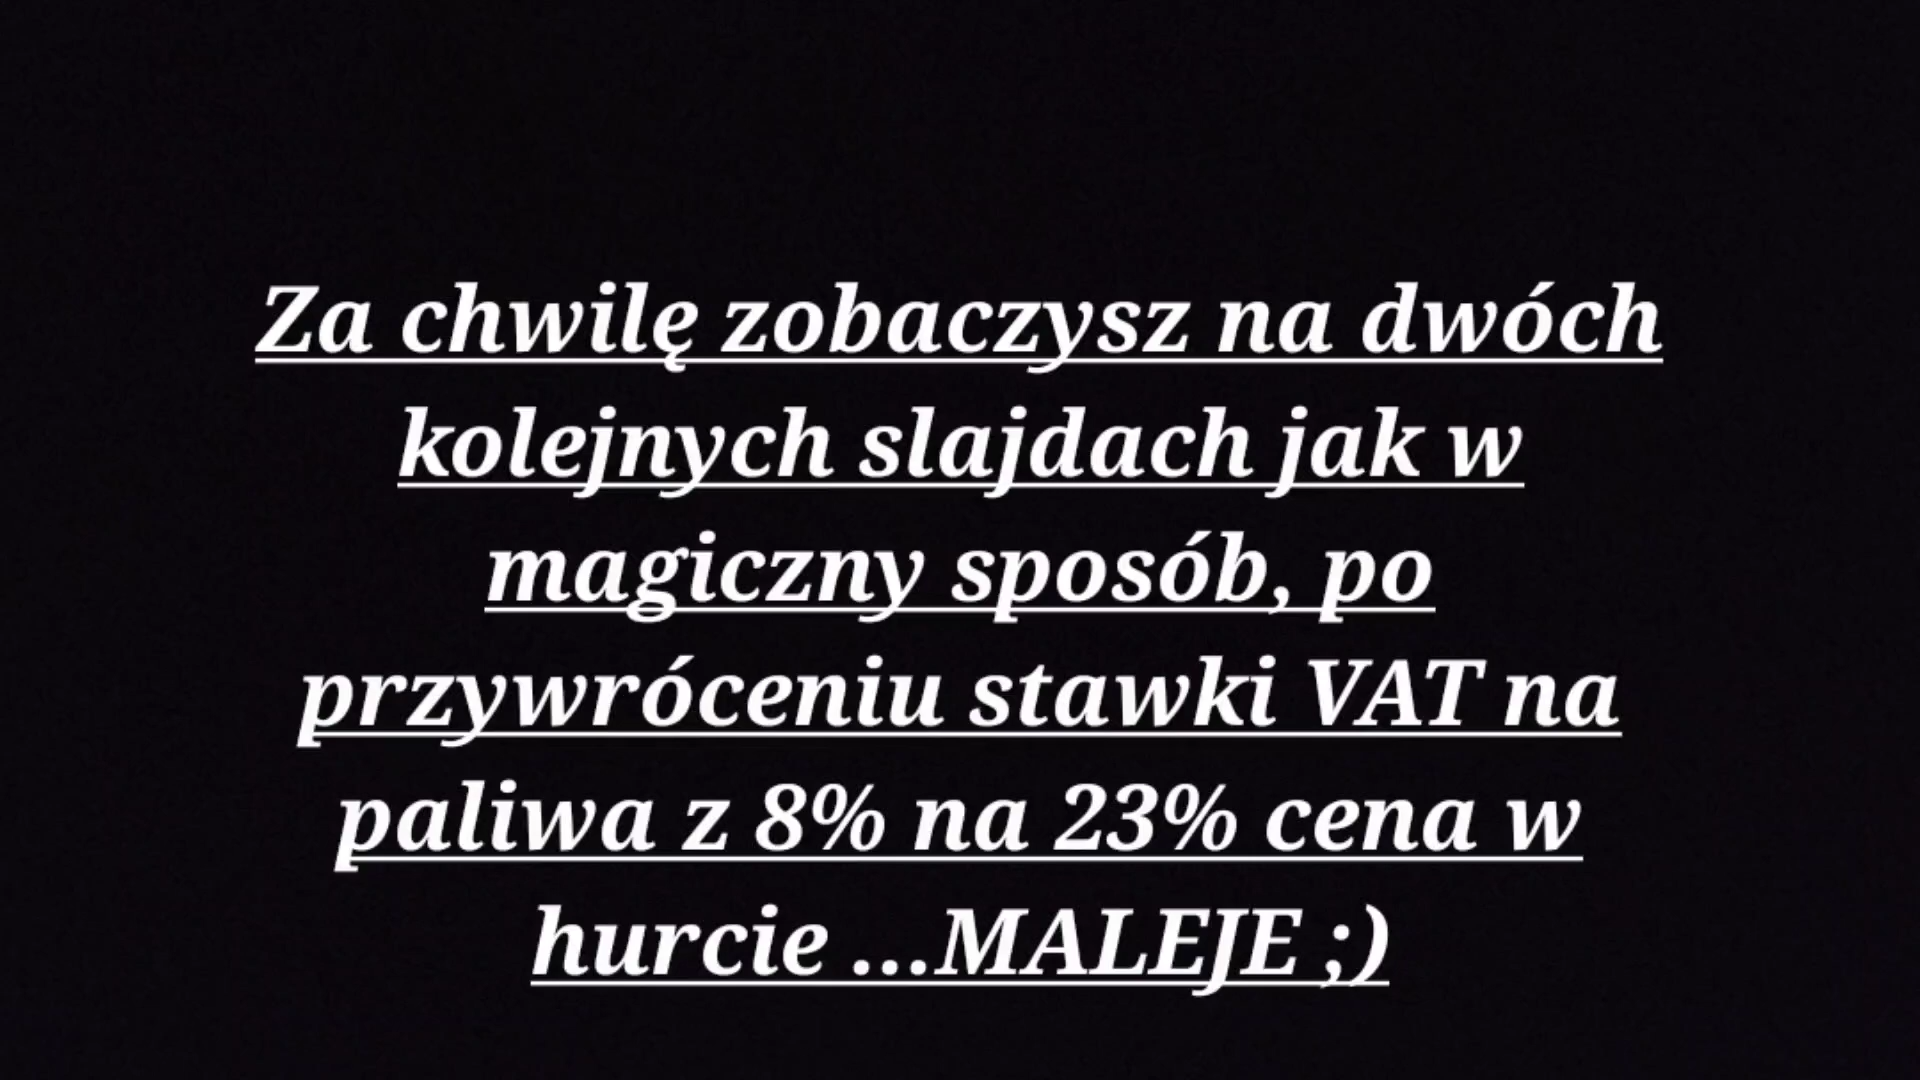 Za chwilę zobaczysz na dwóch
kolejnych slajdach jak w
magiczny sposób, po
przywróceniu stawki VAT na
paliwa z 8% na 23% cena w
hurcie ...MALEJE ;)